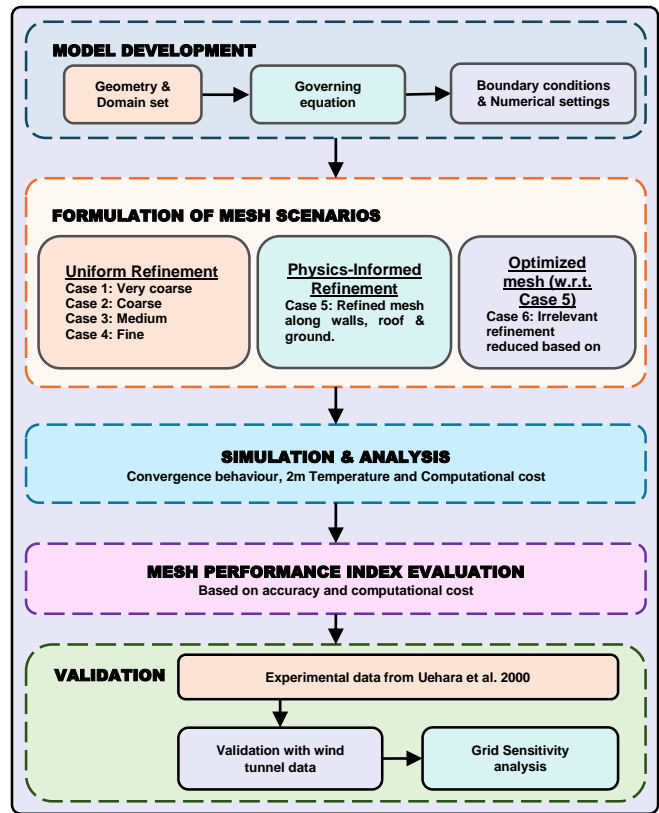 MODEL DEVELOPMENT
Geometry &
Domain set
Governing
equation
Boundary conditions
& Numerical settings
FORMULATION OF MESH SCENARIOS
Uniform Refinement
Case 1: Very coarse
Case 2: Coarse
Case 3: Medium
Case 4: Fine
Physics-Informed
Refinement
Case 5: Refined mesh
along walls, roof &
ground.
Optimized
mesh (w.r.t.
Case 5)
Case 6: Irrelevant
refinement
reduced based on
SIMULATION & ANALYSIS
Convergence behaviour, 2m Temperature and Computational cost
MESH PERFORMANCE INDEX EVALUATION
Based on accuracy and computational cost
VALIDATION
Experimental data from Uehara et al. 2000
Validation with wind
tunnel data
Grid Sensitivity
analysis